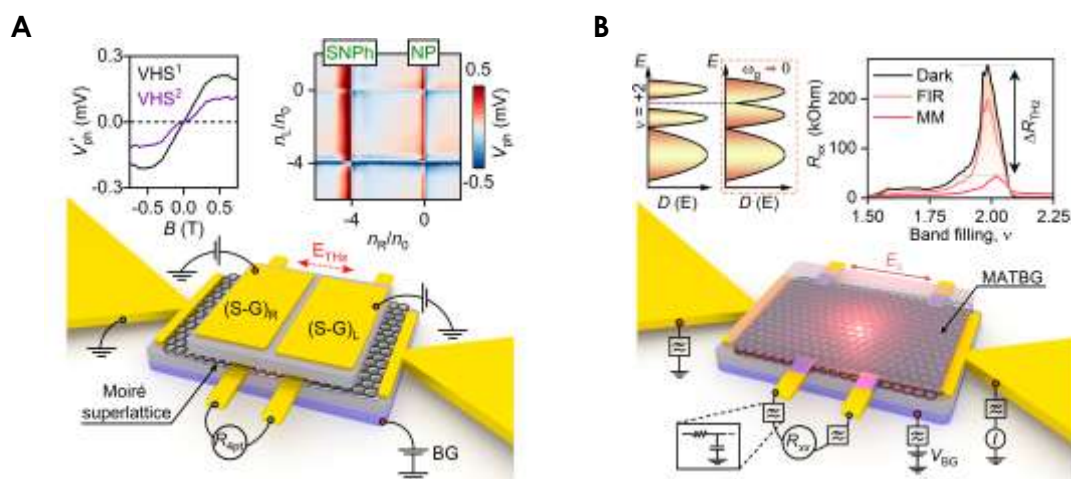 A
0.3
0.0
-0.3
V'ph (mV)
VHS¹
VHS²
-0.5
0.0
0.5
B (T)
SNPh
NP
0
-4
nL/n0
-4
0
nR/n0
0.5
-0.5
Vph (mV)
ETHz
(S-G)R
(S-G)L
Moiré
superlattice
BG
B
E
E
ωg → 0
ν = +2
D (E)
D (E)
Rxx (kOhm)
200
100
0
Dark
FIR
MM
ΔRTHz
1.50
1.75
2.00
2.25
Band filling, ν
MATBG
Rxx
VBG
I